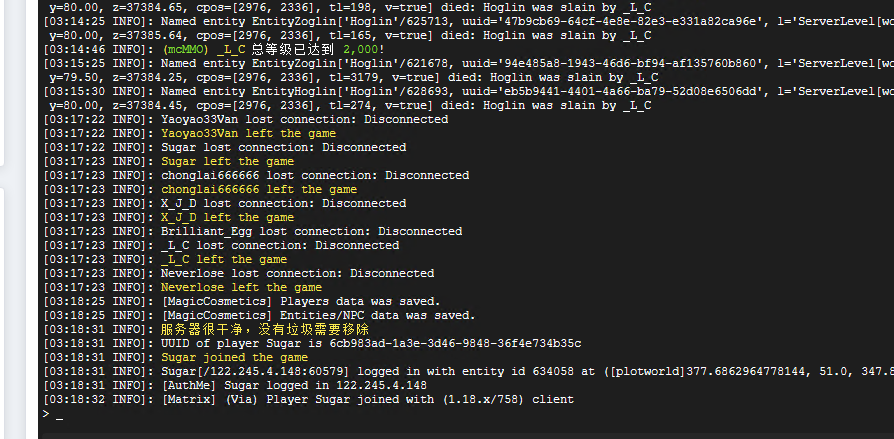 y=80.00, z=37384.65, cpos=[2976, 2336], tl=198, v=true] died: Hoglin was slain by _L_C
[03:14:25 INFO]: Named entity EntityZoglin['Hoglin'/625713, uuid='47b9cb69-64cf-4e8e-82e3-e331a82ca96e', l='ServerLevel[wo
y=80.00, z=37385.64, cpos=[2976, 2336], tl=165, v=true] died: Hoglin was slain by _L_C
[03:14:46 INFO]: (mcMMO) _L_C 总等级已达到 2,000!
[03:15:25 INFO]: Named entity EntityZoglin['Hoglin'/621678, uuid='94e485a8-1943-46d6-bf94-af135760b860', l='ServerLevel[wo
y=79.50, z=37384.25, cpos=[2976, 2336], tl=3179, v=true] died: Hoglin was slain by _L_C
[03:15:30 INFO]: Named entity EntityHoglin['Hoglin'/628693, uuid='eb5b9441-4401-4a66-ba79-52d08e6506dd', l='ServerLevel[wo
y=80.00, z=37384.45, cpos=[2976, 2336], tl=274, v=true] died: Hoglin was slain by _L_C
[03:17:22 INFO]: Yaoyao33Van lost connection: Disconnected
[03:17:22 INFO]: Yaoyao33Van left the game
[03:17:22 INFO]: Sugar lost connection: Disconnected
[03:17:23 INFO]: Sugar left the game
[03:17:23 INFO]: chonglai666666 lost connection: Disconnected
[03:17:23 INFO]: chonglai666666 left the game
[03:17:23 INFO]: X_J_D lost connection: Disconnected
[03:17:23 INFO]: X_J_D left the game
[03:17:23 INFO]: Brilliant_Egg lost connection: Disconnected
[03:17:23 INFO]: _L_C lost connection: Disconnected
[03:17:23 INFO]: _L_C left the game
[03:17:23 INFO]: Neverlose lost connection: Disconnected
[03:17:23 INFO]: Neverlose left the game
[03:18:25 INFO]: [MagicCosmetics] Players data was saved.
[03:18:25 INFO]: [MagicCosmetics] Entities/NPC data was saved.
[03:18:31 INFO]: 服务器很干净，没有垃圾需要移除
[03:18:31 INFO]: UUID of player Sugar is 6cb983ad-1a3e-3d46-9848-36f4e734b35c
[03:18:31 INFO]: Sugar joined the game
[03:18:31 INFO]: Sugar[/122.245.4.148:60579] logged in with entity id 634058 at ([plotworld]377.6862964778144, 51.0, 347.8
[03:18:31 INFO]: [AuthMe] Sugar logged in 122.245.4.148
[03:18:32 INFO]: [Matrix] (Via) Player Sugar joined with (1.18.x/758) client
> _